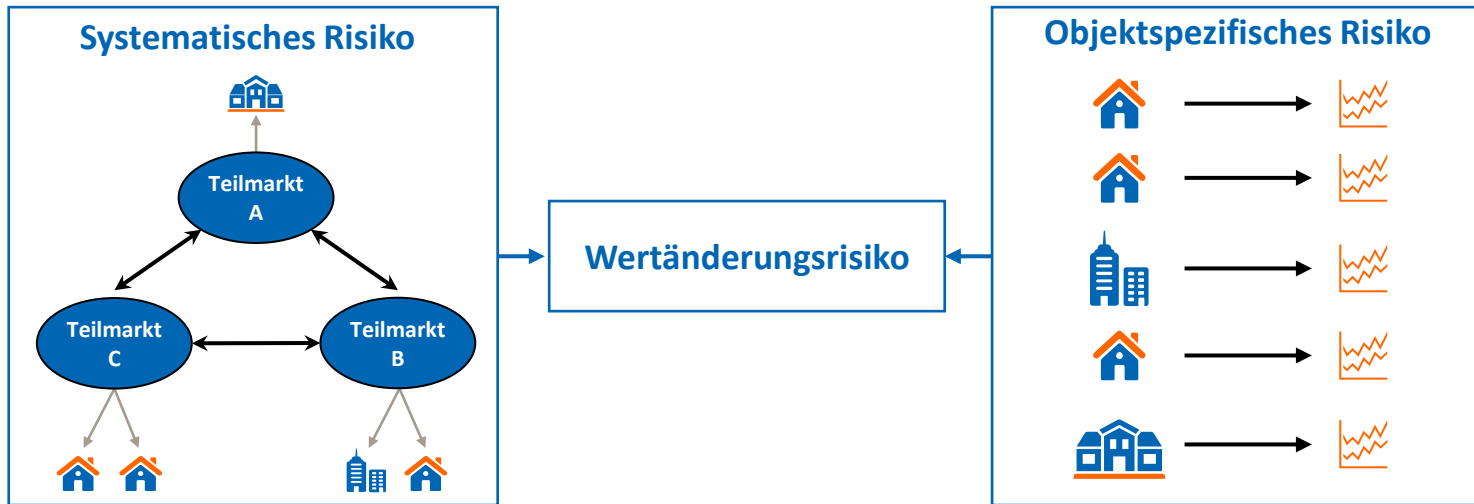 Systematisches Risiko
Teilmarkt
A
Teilmarkt
C
Teilmarkt
B
Wertänderungsrisiko
Objektspezifisches Risiko